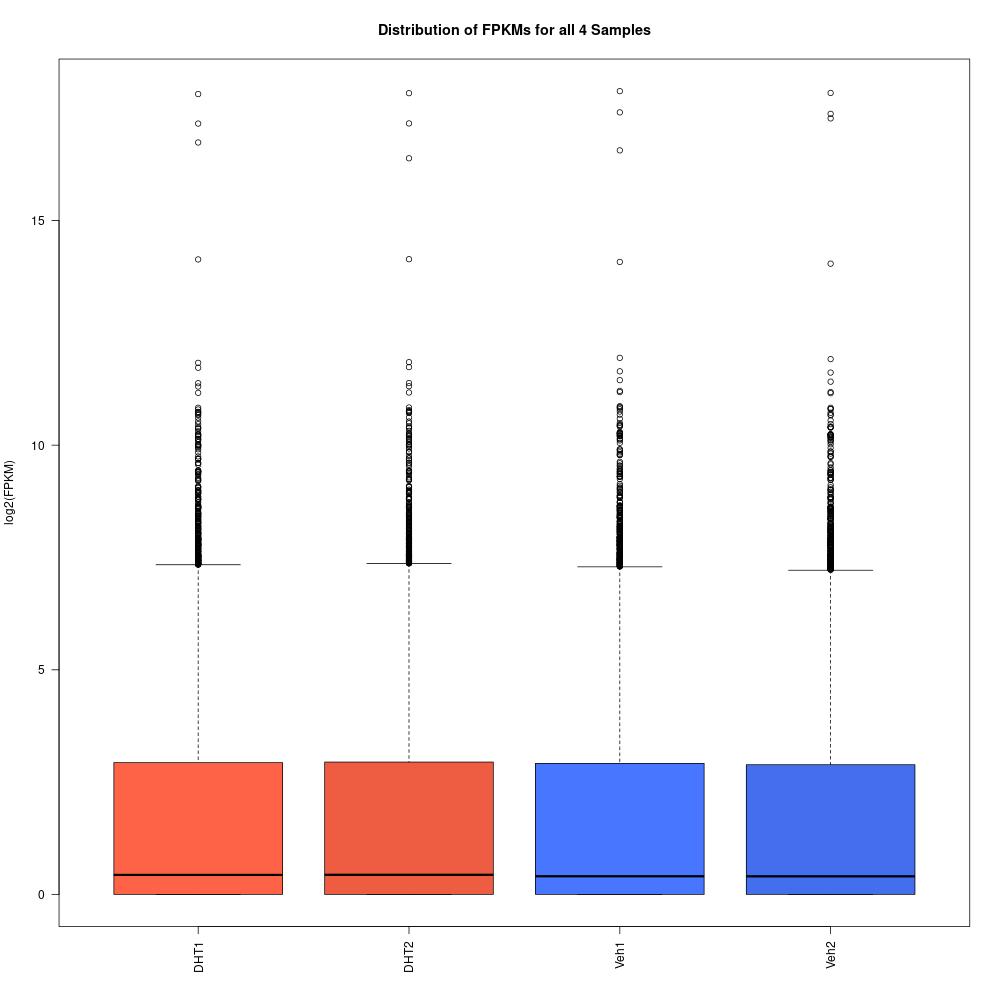 Distribution of FPKMs for all 4 Samples
log2(FPKM)
15
10
5
0
DHT1
DHT2
Veh1
Veh2